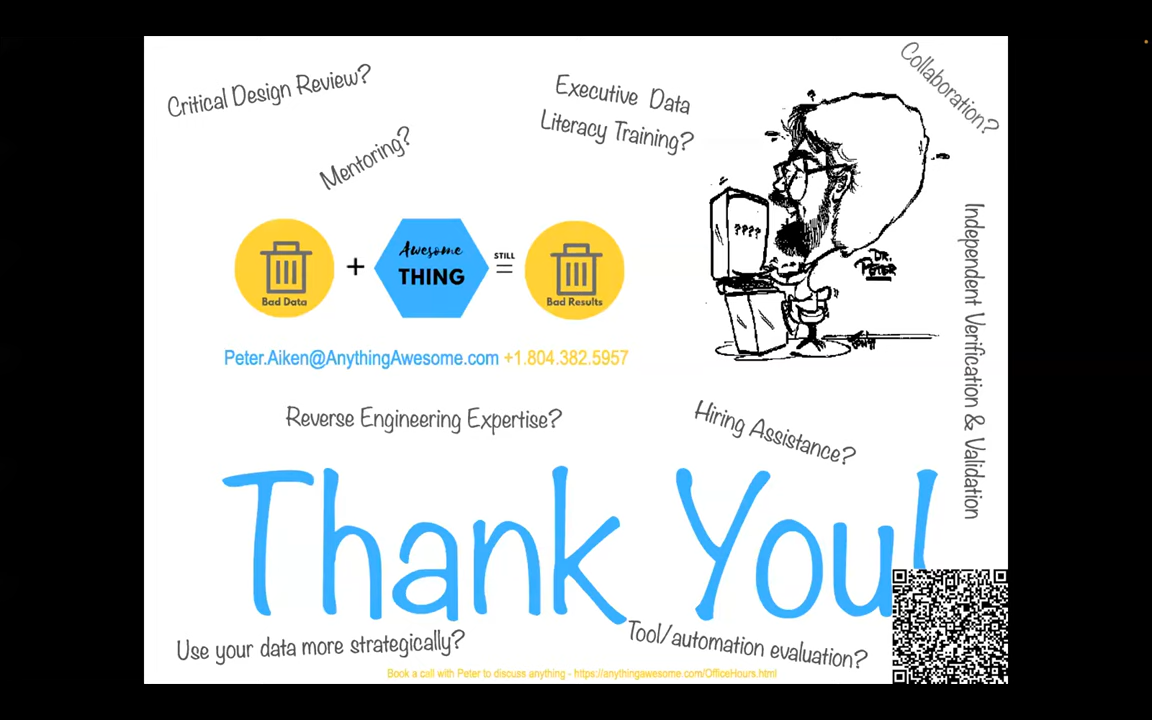 Critical Design Review?
Mentoring?
Executive Data
Literacy Training?
Collaboration?
Bad Data
+
Awesome
THING
STILL
=
Bad Results
????
DR.
PETER
Independent Verification & Validation
Peter.Aiken@AnythingAwesome.com +1.804.382.5957
Reverse Engineering Expertise?
Hiring Assistance?
Thank You!
Use your data more strategically?
Tool/automation evaluation?
Book a call with Peter to discuss anything - https://anythingawesome.com/OfficeHours.html